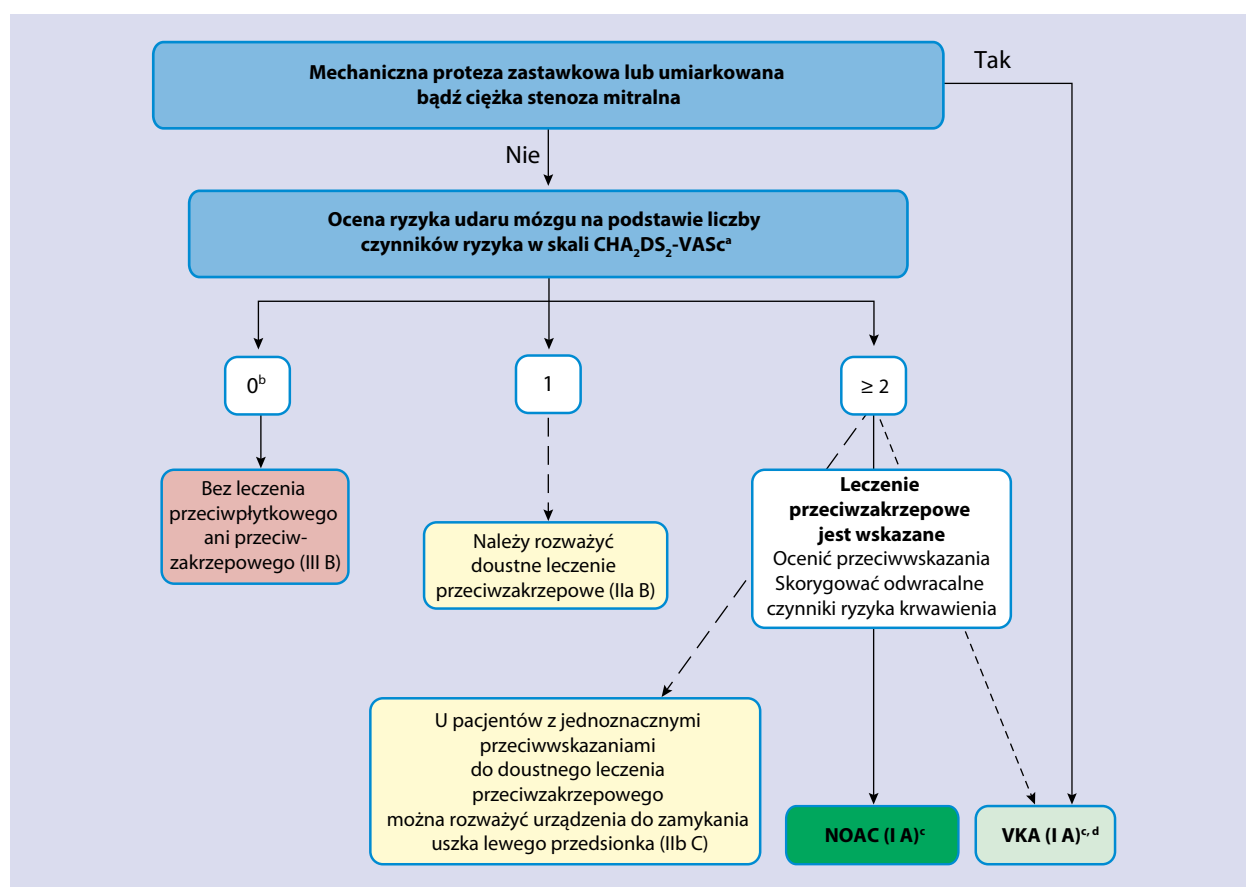 Mechaniczna proteza zastawkowa lub umiarkowana
bądź ciężka stenoza mitralna
Tak
Nie
Ocena ryzyka udaru mózgu na podstawie liczby
czynników ryzyka w skali CHA₂DS₂-VAScᵃ
0ᵇ
1
≥ 2
Bez leczenia
przeciwpłytkowego
ani przeciw-
zakrzepowego (III B)
Należy rozważyć
doustne leczenie
przeciwzakrzepowe (IIa B)
Leczenie
przeciwzakrzepowe
jest wskazane
Ocenić przeciwwskazania
Skorygować odwracalne
czynniki ryzyka krwawienia
U pacjentów z jednoznacznymi
przeciwwskazaniami
do doustnego leczenia
przeciwzakrzepowego
można rozważyć urządzenia do zamykania
uszka lewego przedsionka (IIb C)
NOAC (I A)ᶜ
VKA (I A)ᶜ, ᵈ